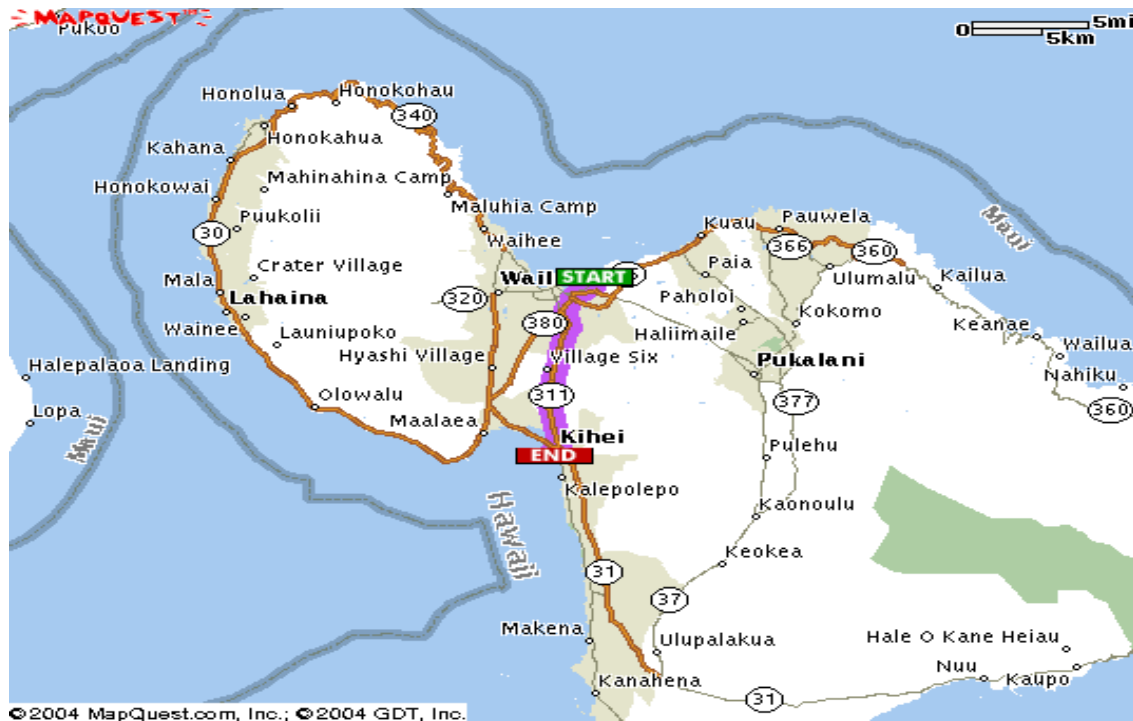 MAPQUEST
Pukoo
0 5mi
5km
Honolua
Honokohau
340
Honokahua
Kahana
Mahinahina Camp
Honokowai
Maluhia Camp
Puukolii
30
Waihee
Kuau
Pauwela
366
360
Maui
Crater Village
Mala
Wail
START
Paia
Ulumalu
Kailua
Lahaina
320
Paholoi
Wainee
380
Haliimaile
Kokomo
Keanae
Launiupoko
Wailua
Hyashi Village
Village Six
Pukalani
Nahiku
Halepalaoa Landing
311
377
360
Lopa
Olowalu
Maui
Maalaea
Kihei
END
Pulehu
Kalepolepo
Kaonoulu
Hawaii
Keokea
31
37
Makena
Ulupalakua
Hale O Kane Heiau
Nuu
Kaupo
Kanahena
31
©2004 MapQuest.com, Inc.; ©2004 GDT, Inc.